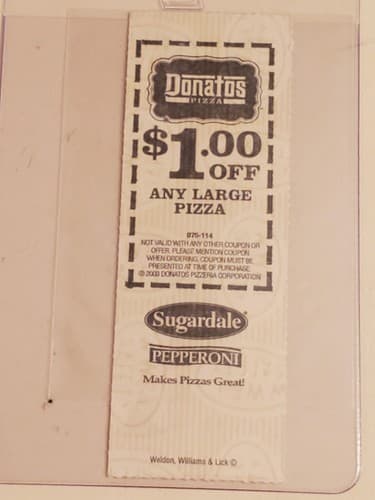 Donatos
PIZZA
$1.00
OFF
ANY LARGE
PIZZA
075-114
NOT VALID WITH ANY OTHER COUPON OR
OFFER. PLEASE MENTION COUPON
WHEN ORDERING. COUPON MUST BE
PRESENTED AT TIME OF PURCHASE.
© 2003 DONATOS PIZZERIA CORPORATION
Sugardale®
PEPPERONI
Makes Pizzas Great!
Weldon, Williams & Lick ©